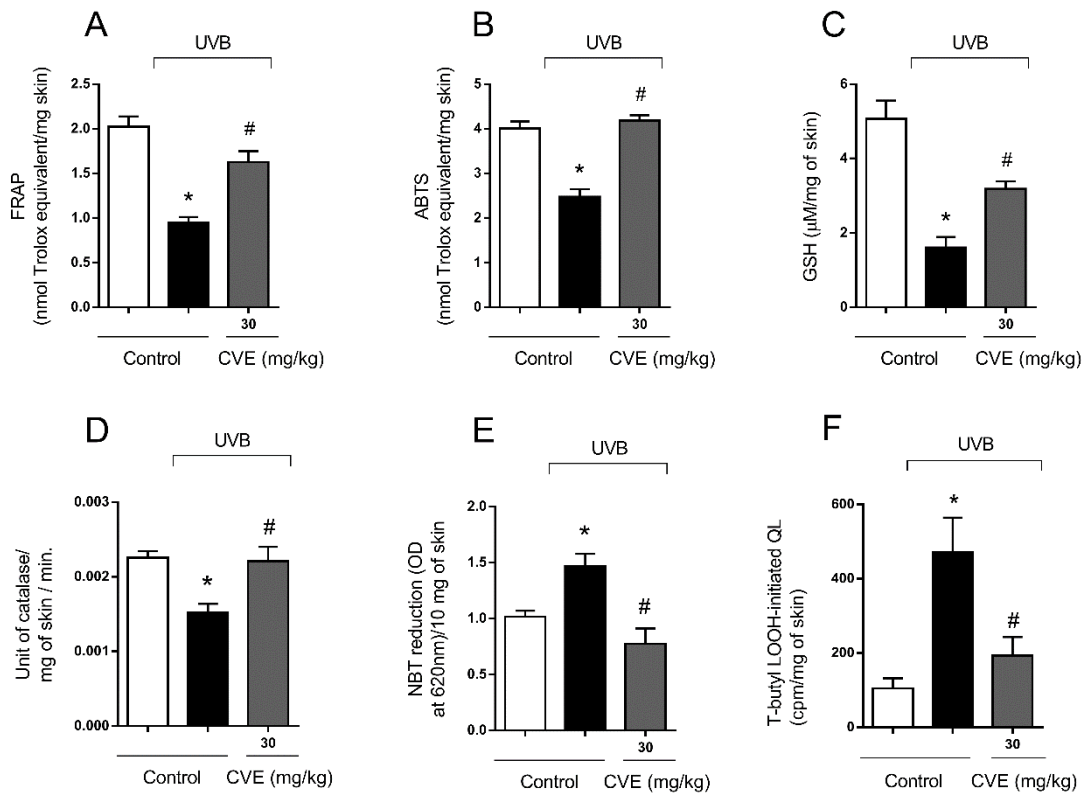 A
UVB
FRAP
(nmol Trolox equivalent/mg skin)
2.5
2.0
1.5
1.0
0.5
0.0
*
#
30
Control
CVE (mg/kg)
B
UVB
ABTS
(nmol Trolox equivalent/mg skin)
6
4
2
0
*
#
30
Control
CVE (mg/kg)
C
UVB
GSH (µM/mg of skin)
6
4
2
0
*
#
30
Control
CVE (mg/kg)
D
UVB
Unit of catalase/
mg of skin / min.
0.003
0.002
0.001
0.000
*
#
30
Control
CVE (mg/kg)
E
UVB
NBT reduction (OD
at 620nm)/10 mg of skin
2.0
1.5
1.0
0.5
0.0
*
#
30
Control
CVE (mg/kg)
F
UVB
T-butyl LOOH-initiated QL
(cpm/mg of skin)
600
400
200
0
*
#
30
Control
CVE (mg/kg)